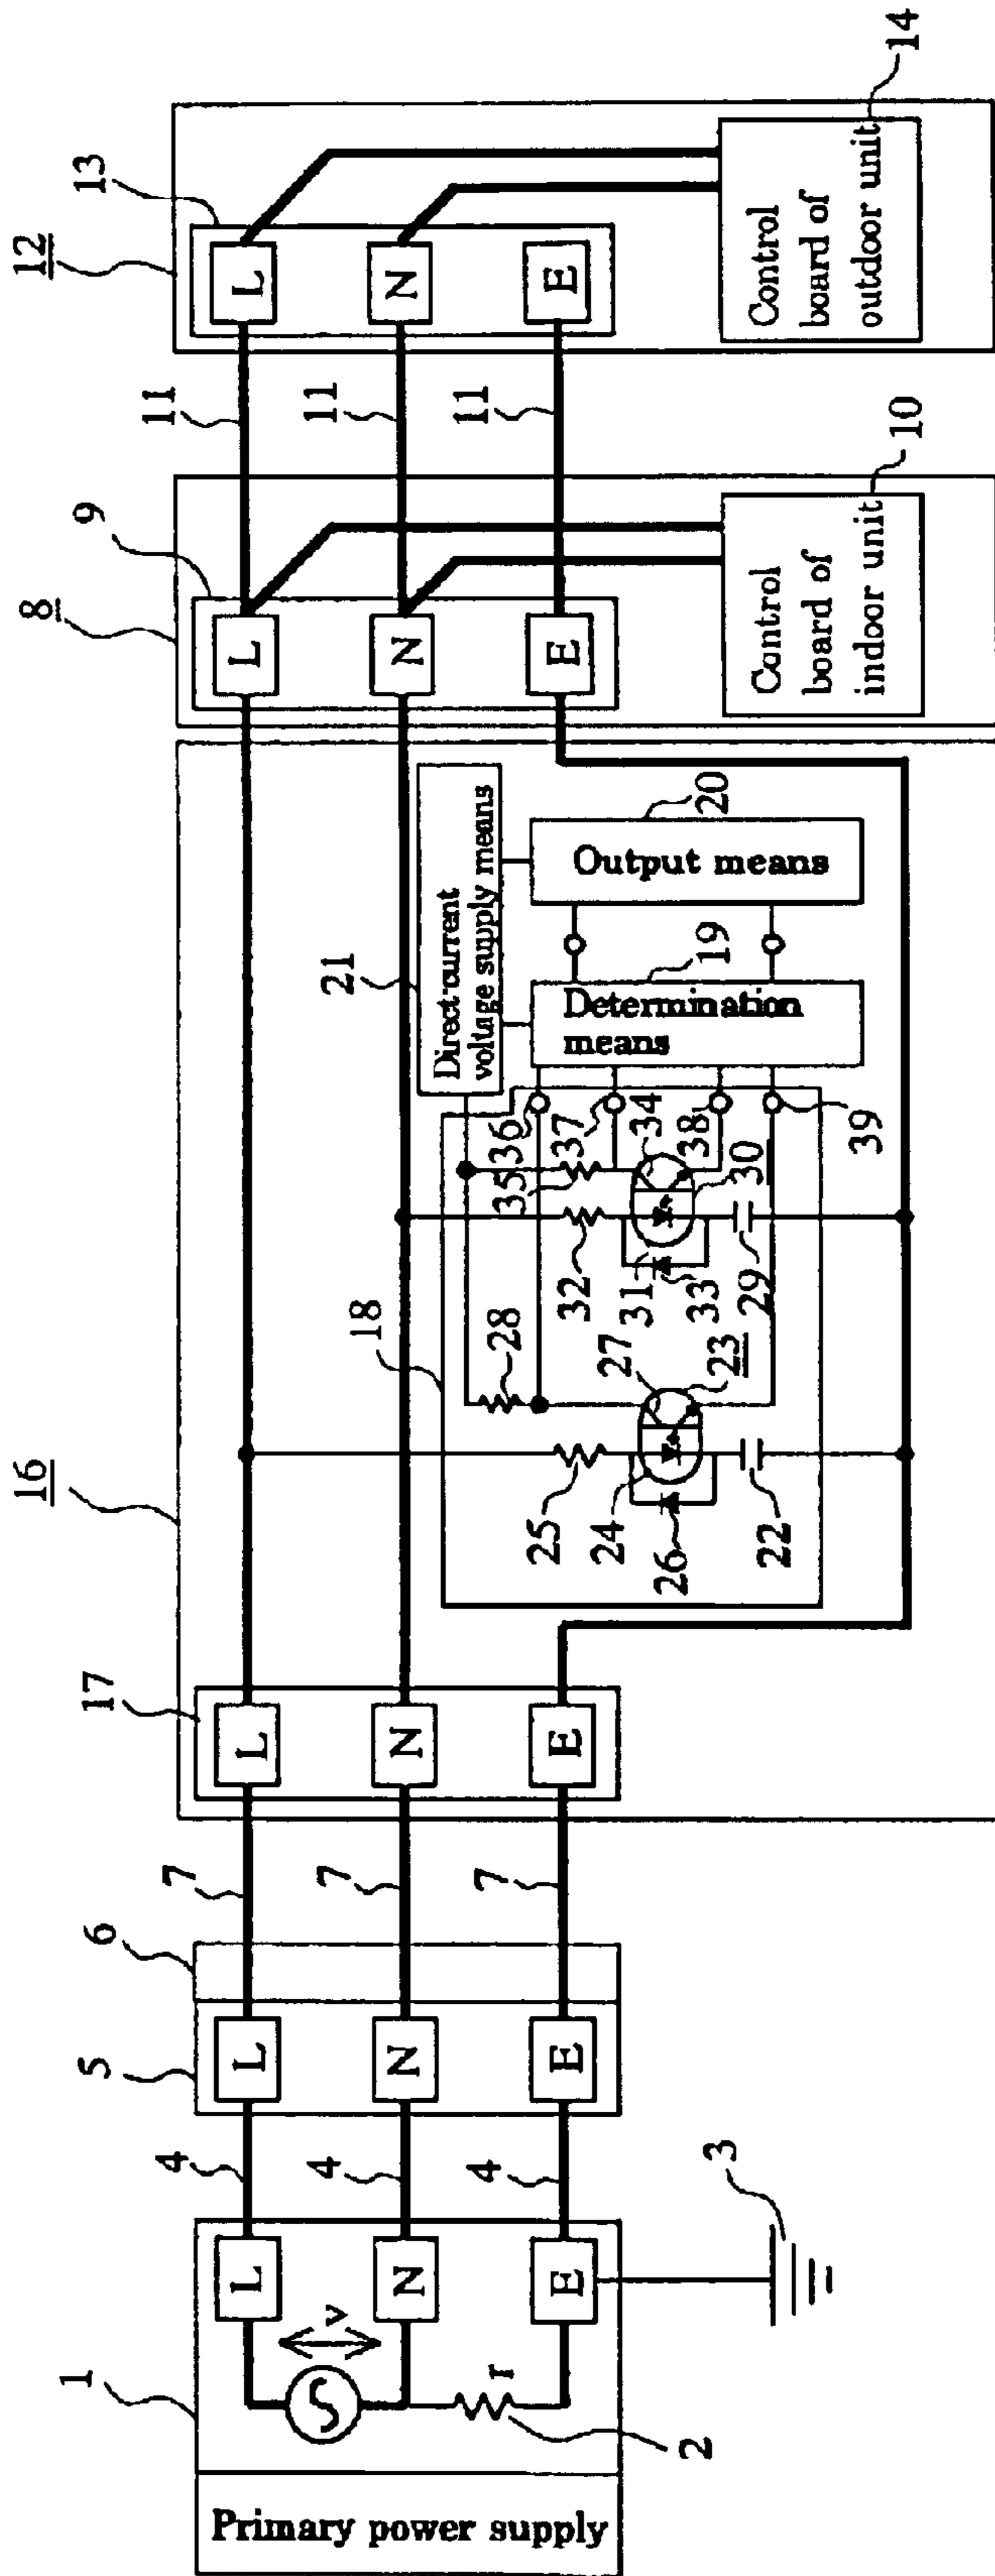 Primary power supply
1
L
N
E
v
r
2
3
4
4
4
5
6
L
N
E
7
7
7
16
17
L
N
E
18
21
Direct current
voltage supply means
Determination
means
19
Output means
20
22
23
24
25
26
27
28
29
30
31
32
33
34
35
36
37
38
39
8
9
L
N
E
Control
board of
indoor unit
10
11
11
11
12
13
L
N
E
Control
board of
outdoor unit
14